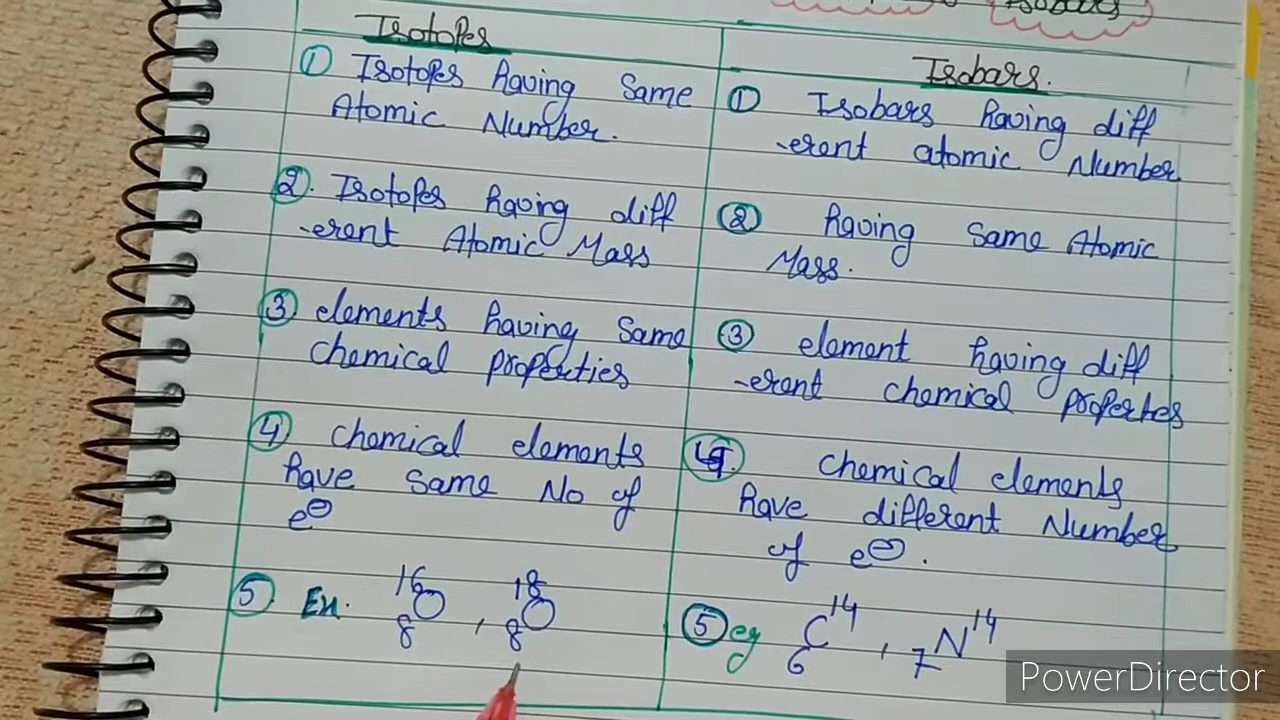 Isobars
Isotopes
① Isotopes having same
Atomic Number.
②. Isotopes having diff
-erent Atomic Mass
③ elements having same
chemical properties
④ chemical elements
have same No of
e⊖
⑤ Ex. ¹⁶₈O , ¹⁸₈O
Isobars.
① Isobars having diff
-erent atomic Number
② having same Atomic
Mass.
③ element having diff
-erent chemical propertes
④. chemical elements
have different Number
of e⊖.
⑤ eg ₆C¹⁴ , ₇N¹⁴
PowerDirector